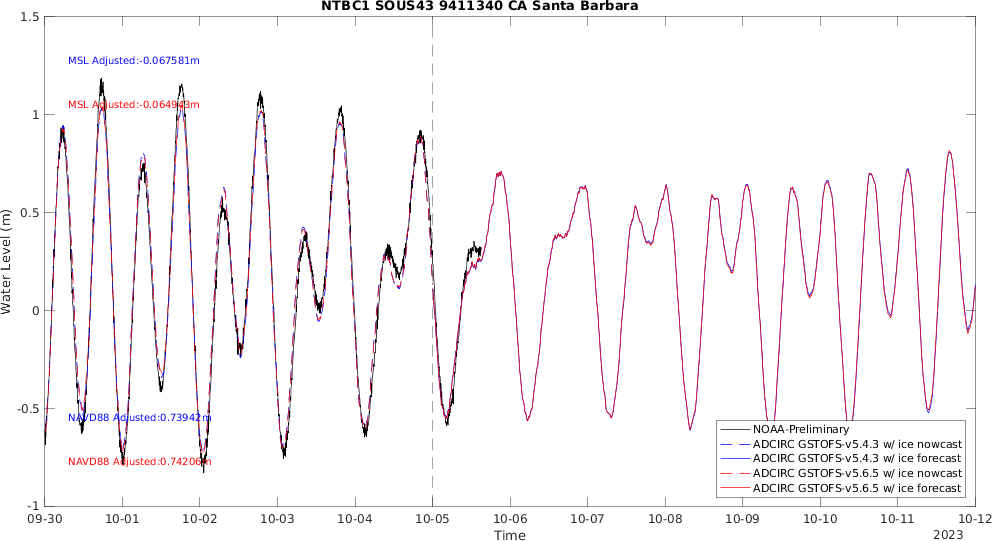 NTBC1 SOUS43 9411340 CA Santa Barbara
1.5
1
0.5
0
-0.5
-1
Water Level (m)
MSL Adjusted:-0.067581m
MSL Adjusted:-0.064943m
NAVD88 Adjusted:0.73942m
NAVD88 Adjusted:0.74206m
NOAA-Preliminary
ADCIRC GSTOFS-v5.4.3 w/ ice nowcast
ADCIRC GSTOFS-v5.4.3 w/ ice forecast
ADCIRC GSTOFS-v5.6.5 w/ ice nowcast
ADCIRC GSTOFS-v5.6.5 w/ ice forecast
09-30 10-01 10-02 10-03 10-04 10-05 10-06 10-07 10-08 10-09 10-10 10-11 10-12
Time
2023